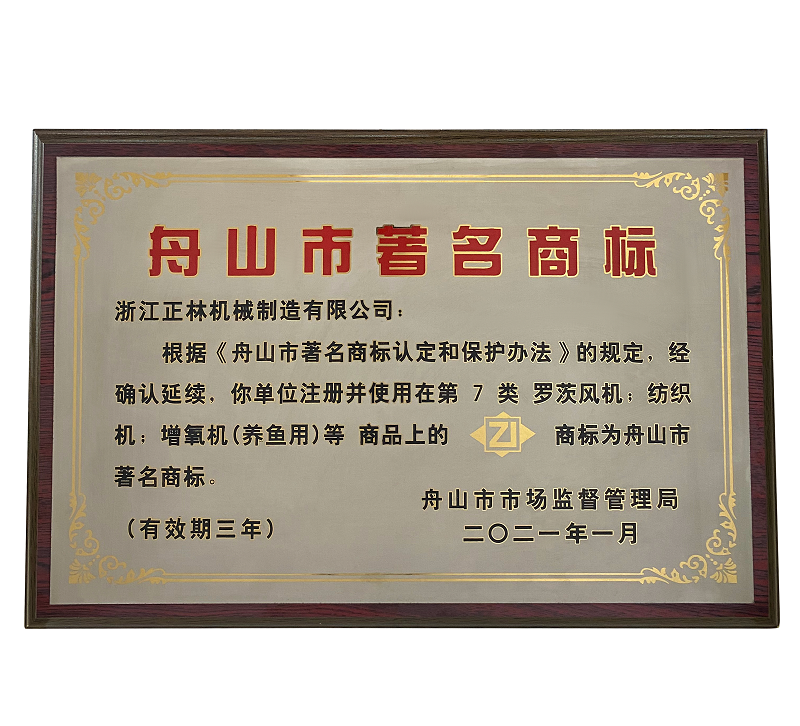 舟山市著名商标
浙江正林机械制造有限公司：
根据《舟山市著名商标认定和保护办法》的规定，经
确认延续，你单位注册并使用在第 7 类 罗茨风机；纺织
机；增氧机(养鱼用)等 商品上的 ZJ 商标为舟山市
著名商标。
舟山市市场监督管理局
（有效期三年）
二〇二一年一月